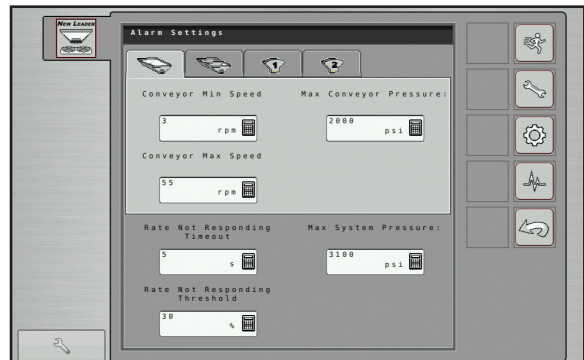 NEW LEADER
Alarm Settings
1
2
Conveyor Min Speed
Max Conveyor Pressure:
3
rpm
2000
psi
Conveyor Max Speed
55
rpm
Rate Not Responding
Timeout
Max System Pressure:
5
s
3100
psi
Rate Not Responding
Threshold
30
%